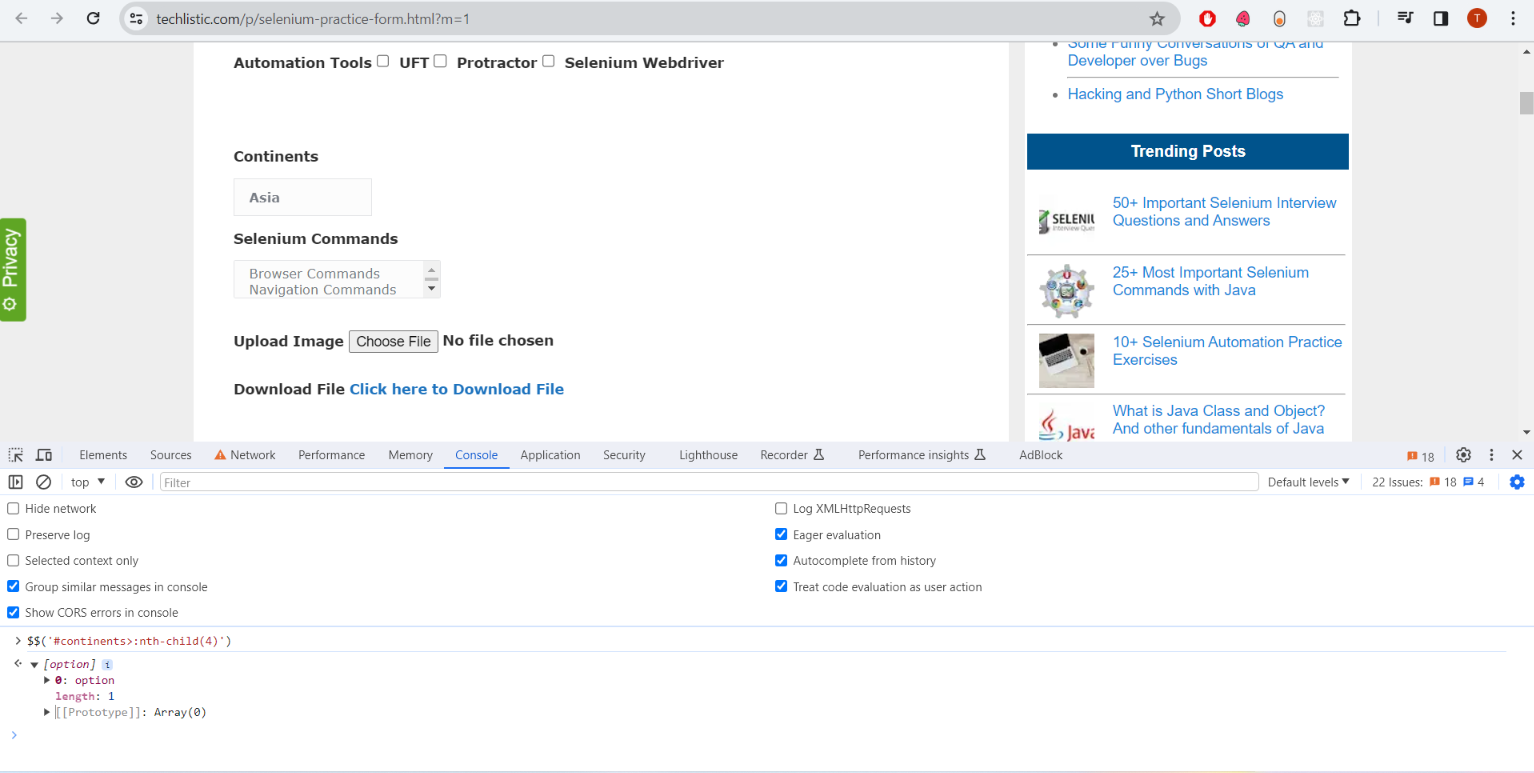 techlistic.com/p/selenium-practice-form.html?m=1
T
Automation Tools UFT Protractor Selenium Webdriver
Continents
Asia
Selenium Commands
Browser Commands
Navigation Commands
Upload Image Choose File No file chosen
Download File Click here to Download File
Privacy
Some Funny Conversations of QA and
Developer over Bugs
Hacking and Python Short Blogs
Trending Posts
50+ Important Selenium Interview
Questions and Answers
25+ Most Important Selenium
Commands with Java
10+ Selenium Automation Practice
Exercises
What is Java Class and Object?
And other fundamentals of Java
Elements Sources Network Performance Memory Console Application Security Lighthouse Recorder Performance insights AdBlock 18
top Filter Default levels 22 Issues: 18 4
Hide network
Log XMLHttpRequests
Preserve log
Eager evaluation
Selected context only
Autocomplete from history
Group similar messages in console
Treat code evaluation as user action
Show CORS errors in console
$$('#continents>:nth-child(4)')
[option] i
0: option
length: 1
[[Prototype]]: Array(0)